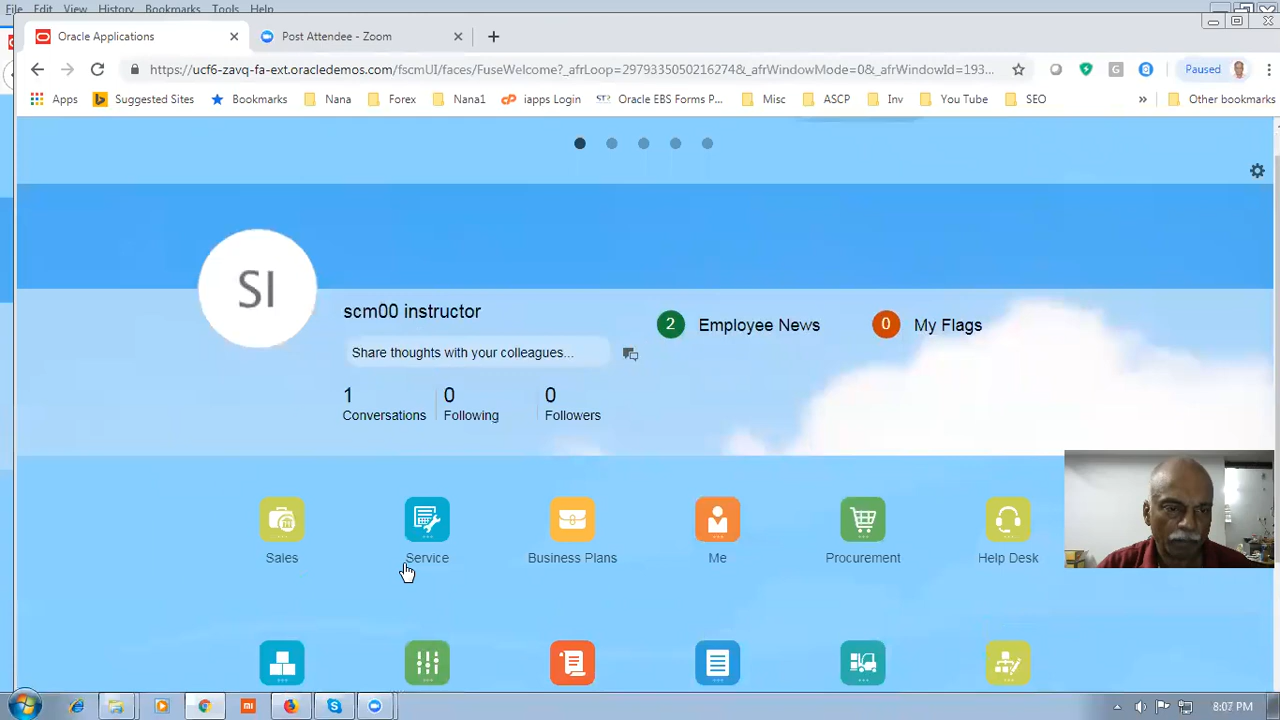 File Edit View History Bookmarks Tools Help
Oracle Applications
Post Attendee - Zoom
https://ucf6-zavq-fa-ext.oracledemos.com/fscmUI/faces/FuseWelcome?_afrLoop=29793350502162748&_afrWindowMode=0&_afrWindowId=193...
G
Paused
Apps Suggested Sites Bookmarks Nana Forex Nana1 iapps Login Oracle EBS Forms P... Misc ASCP Inv You Tube SEO » Other bookmarks
SI
scm00 instructor
2 Employee News 0 My Flags
Share thoughts with your colleagues...
1 0 0
Conversations Following Followers
Sales Service Business Plans Me Procurement Help Desk
8:07 PM